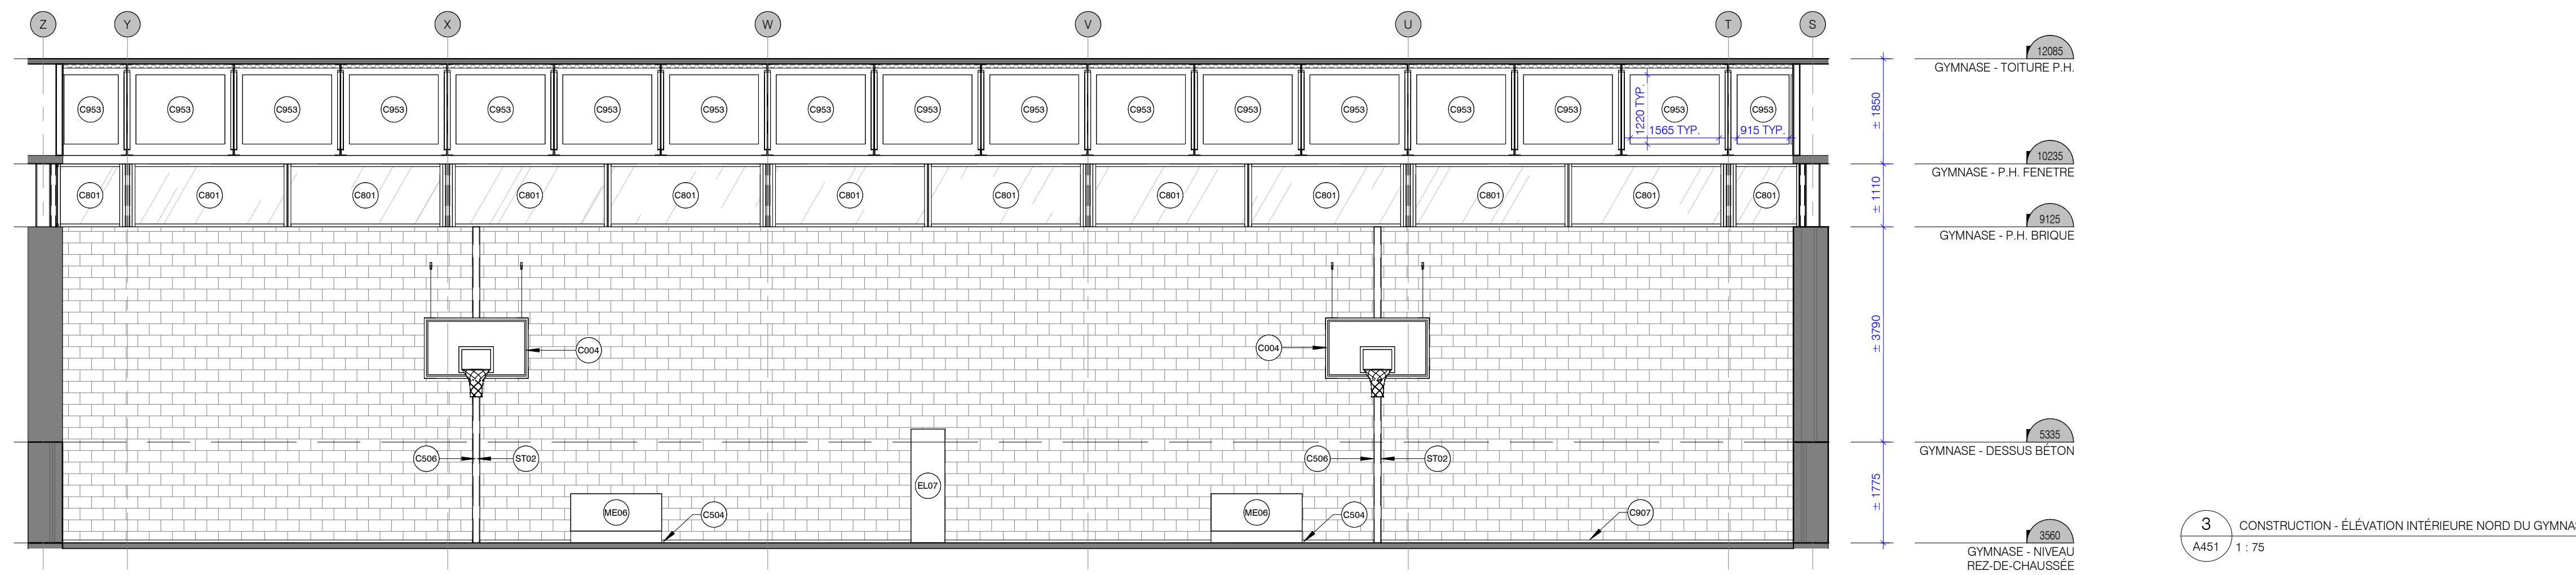 Z Y X W V U T S
12085
GYMNASE - TOITURE P.H.
C953 C953 C953 C953 C953 C953 C953 C953 C953 C953 C953 C953 C953 C953 C953 C953 C953
1220 TYP.
1565 TYP.
915 TYP.
± 1850
10235
GYMNASE - P.H. FENETRE
C801 C801 C801 C801 C801 C801 C801 C801 C801 C801 C801 C801
± 1110
9125
GYMNASE - P.H. BRIQUE
C004 C004
± 3790
5335
GYMNASE - DESSUS BÉTON
C506 ST02 C506 ST02
EL07
ME06 C504 ME06 C504 C907
± 1775
3560
GYMNASE - NIVEAU
REZ-DE-CHAUSSÉE
3 CONSTRUCTION - ÉLÉVATION INTÉRIEURE NORD DU GYMNA
A451 1 : 75